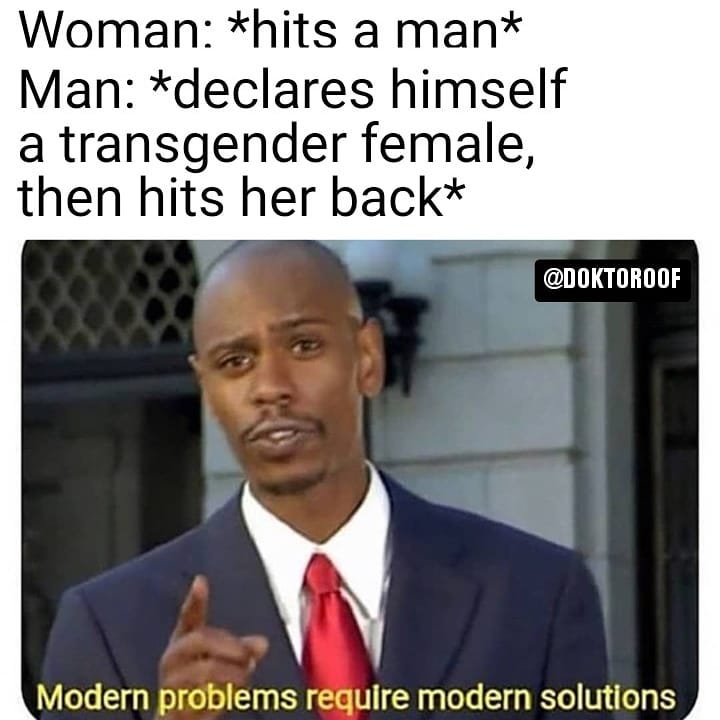 Woman: *hits a man*
Man: *declares himself
a transgender female,
then hits her back*
@DOKTOROOF
Modern problems require modern solutions